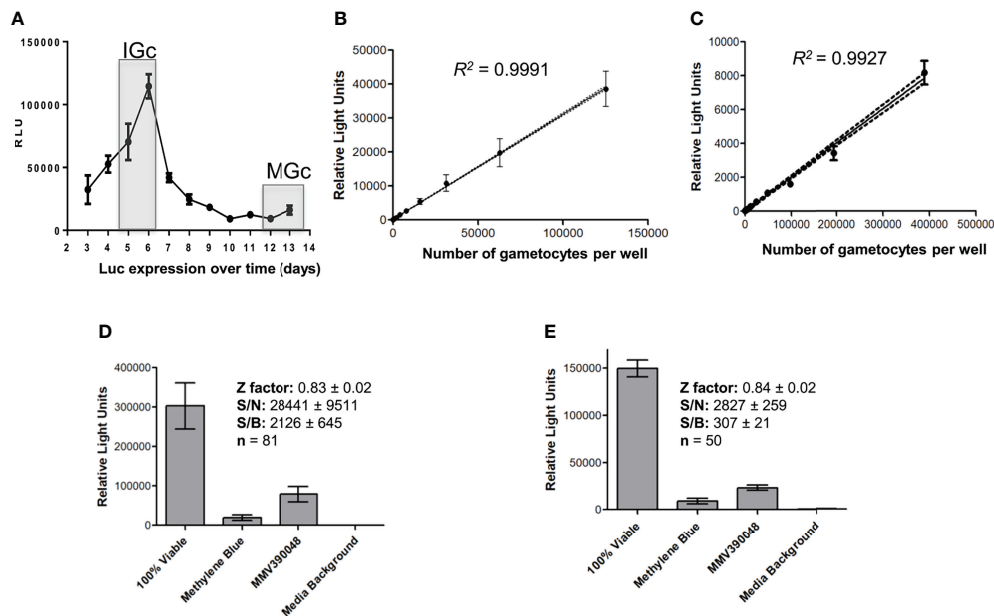 A
150000
100000
50000
0
RLU
IGc
MGc
2 3 4 5 6 7 8 9 10 11 12 13 14
Luc expression over time (days)
B
50000
40000
30000
20000
10000
0
Relative Light Units
R² = 0.9991
0 50000 100000 150000
Number of gametocytes per well
C
10000
8000
6000
4000
2000
0
Relative Light Units
R² = 0.9927
0 100000 200000 300000 400000 500000
Number of gametocytes per well
D
400000
300000
200000
100000
0
Relative Light Units
Z factor: 0.83 ± 0.02
S/N: 28441 ± 9511
S/B: 2126 ± 645
n = 81
100% Viable
Methylene Blue
MMV390048
Media Background
E
150000
100000
50000
0
Relative Light Units
Z factor: 0.84 ± 0.02
S/N: 2827 ± 259
S/B: 307 ± 21
n = 50
100% Viable
Methylene Blue
MMV390048
Media Background